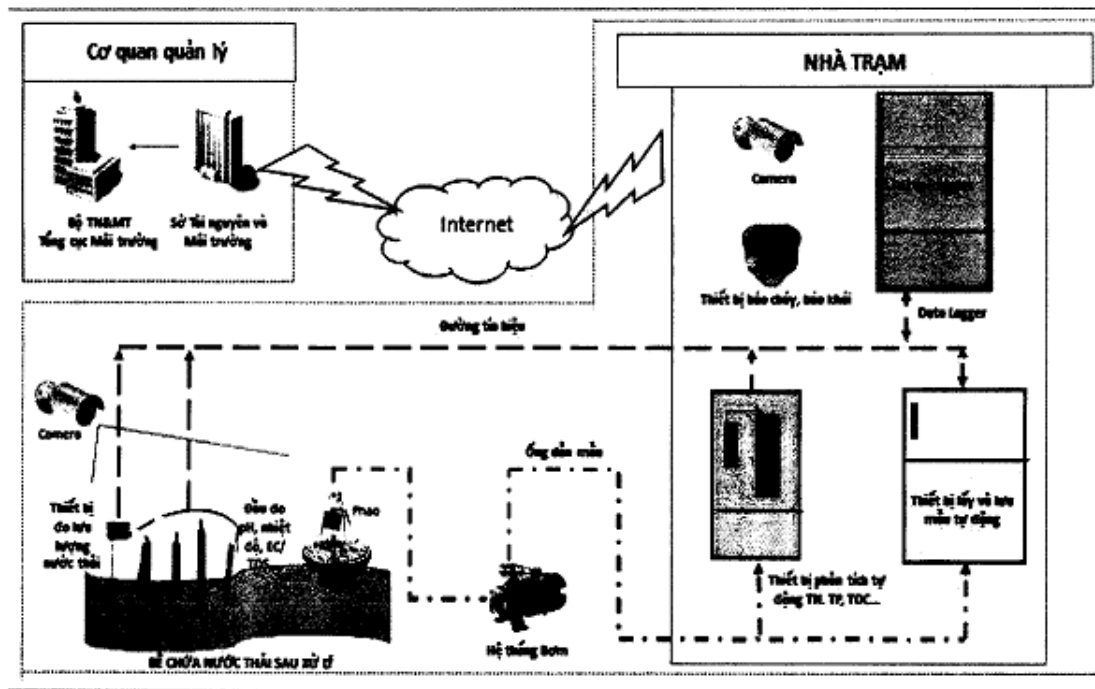 Cơ quan quản lý
Bộ TN&MT
Tổng cục Môi trường
Sở Tài nguyên và
Môi trường
Internet
NHÀ TRẠM
Camera
Thiết bị báo cháy, báo khói
Data Logger
Đường tín hiệu
Camera
Thiết bị
đo lưu
lượng
nước thải
Đầu đo
pH, nhiệt
độ, EC/
TDS
Phao
Ống dẫn mẫu
Hệ thống Bơm
BỂ CHỨA NƯỚC THẢI SAU XỬ LÝ
Thiết bị phân tích tự
động TN. TP, TOC...
Thiết bị lấy và lưu
mẫu tự động